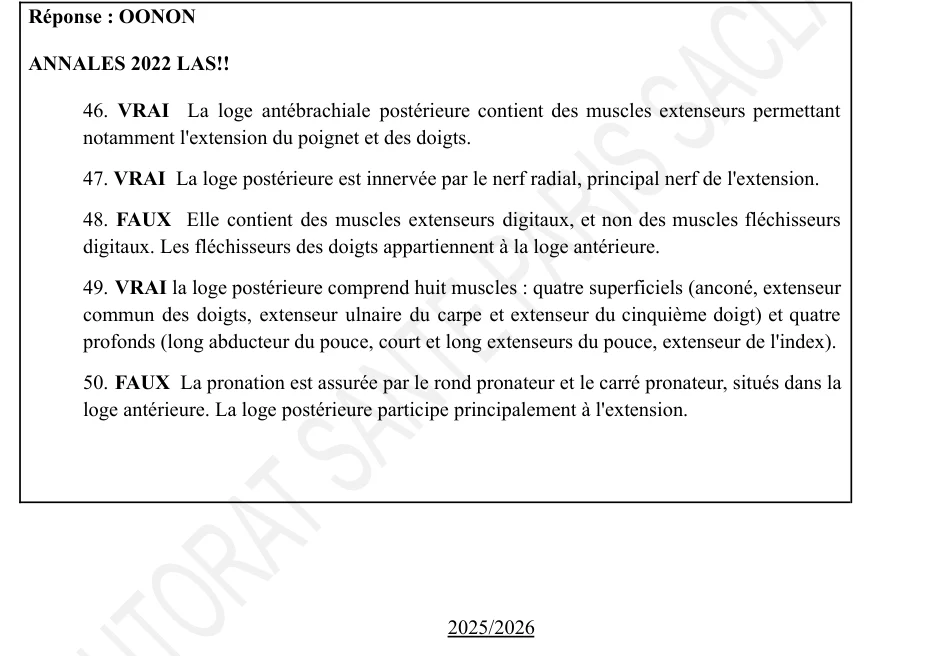 Réponse : OONON
ANNALES 2022 LAS!!
46. VRAI La loge antébrachiale postérieure contient des muscles extenseurs permettant
notamment l'extension du poignet et des doigts.
47. VRAI La loge postérieure est innervée par le nerf radial, principal nerf de l'extension.
48. FAUX Elle contient des muscles extenseurs digitaux, et non des muscles fléchisseurs
digitaux. Les fléchisseurs des doigts appartiennent à la loge antérieure.
49. VRAI la loge postérieure comprend huit muscles : quatre superficiels (anconé, extenseur
commun des doigts, extenseur ulnaire du carpe et extenseur du cinquième doigt) et quatre
profonds (long abducteur du pouce, court et long extenseurs du pouce, extenseur de l'index).
50. FAUX La pronation est assurée par le rond pronateur et le carré pronateur, situés dans la
loge antérieure. La loge postérieure participe principalement à l'extension.
UTORAT SANTE PARIS SACLA
2025/2026